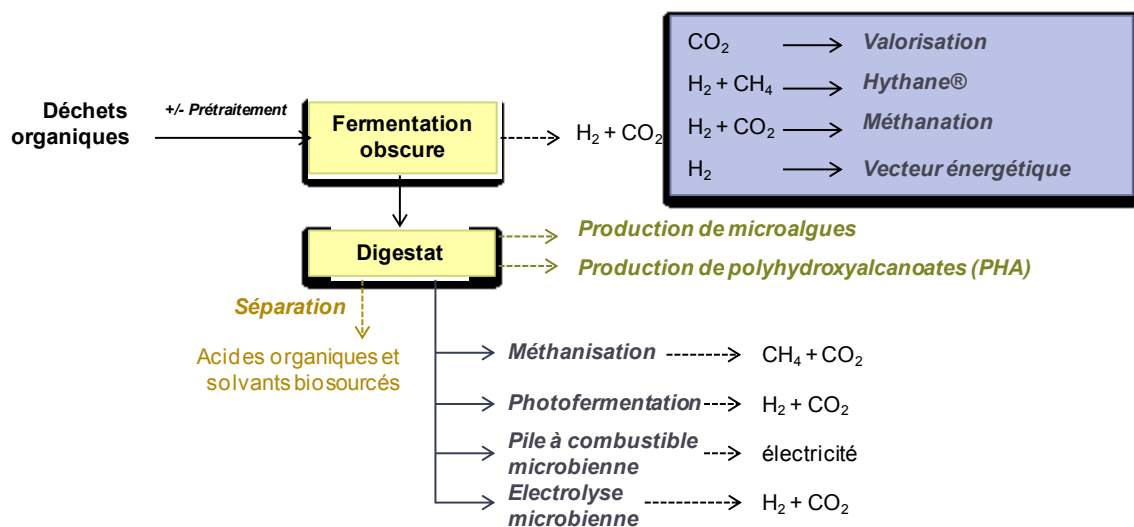 Déchets
organiques
+/- Prétraitement
Fermentation
obscure
H₂ + CO₂
CO₂
Valorisation
H₂ + CH₄
Hythane®
H₂ + CO₂
Méthanation
H₂
Vecteur énergétique
Digestat
Production de microalgues
Production de polyhydroxyalcanoates (PHA)
Séparation
Acides organiques et
solvants biosourcés
Méthanisation
CH₄ + CO₂
Photofermentation
H₂ + CO₂
Pile à combustible
microbienne
électricité
Electrolyse
microbienne
H₂ + CO₂